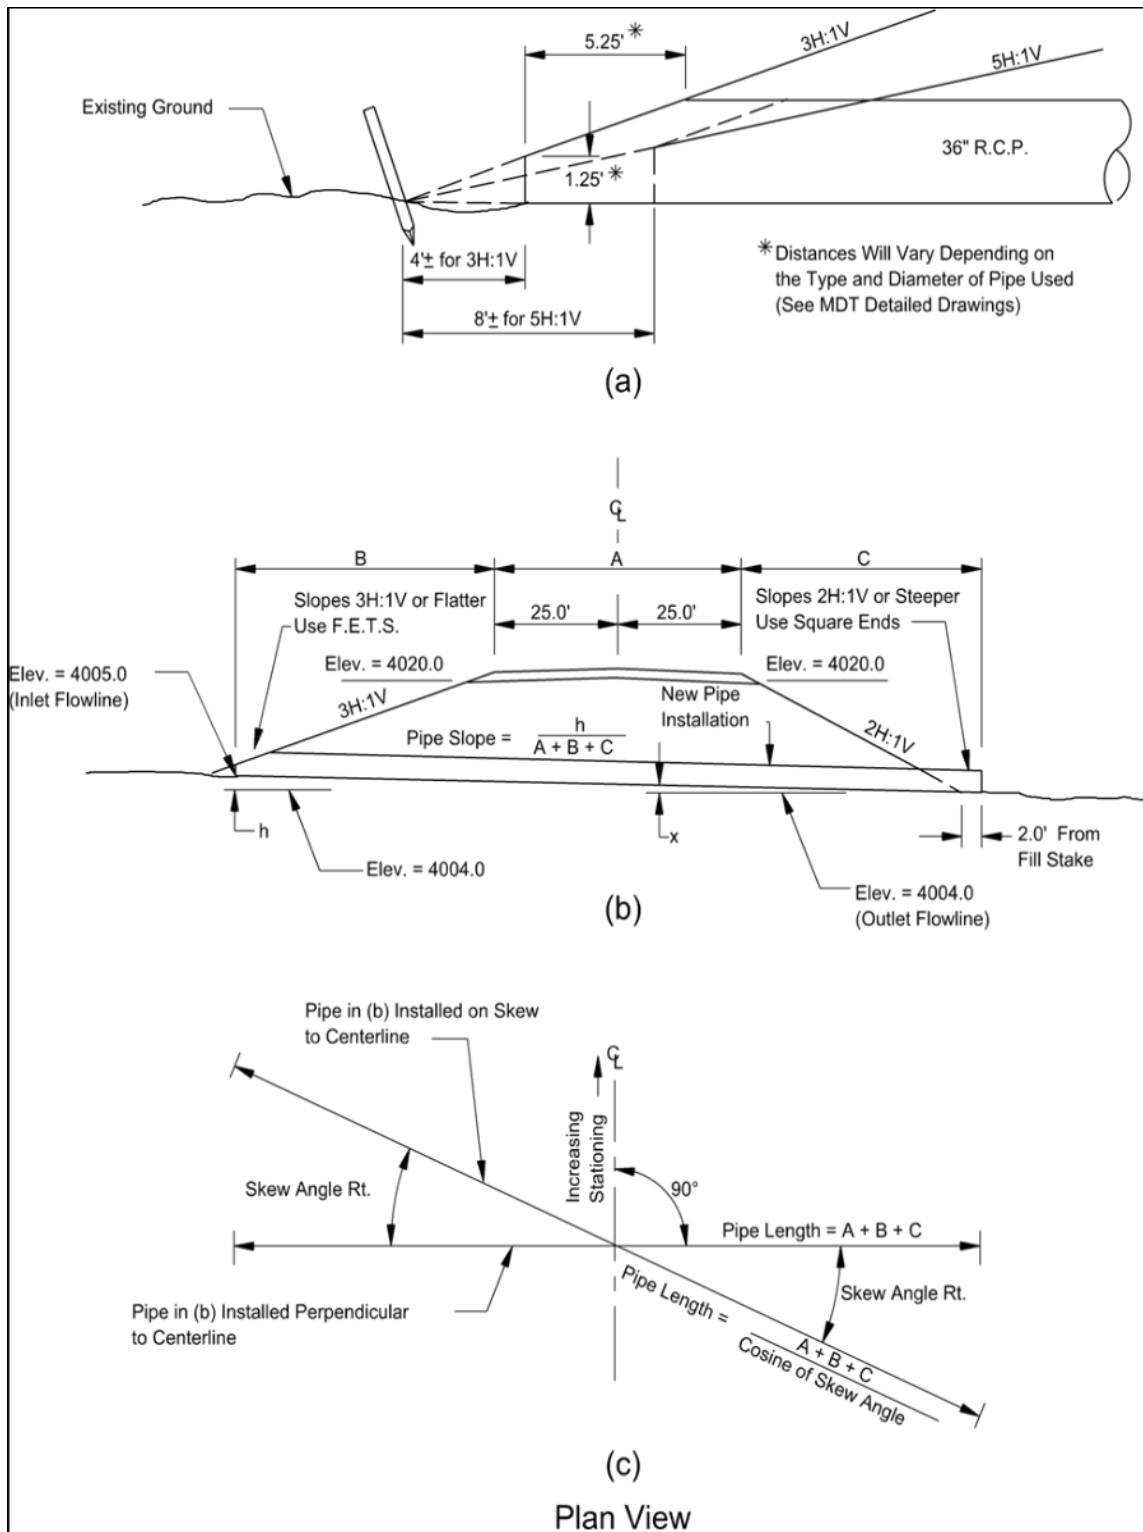 5.25' *
3H:1V
5H:1V
Existing Ground
36" R.C.P.
1.25' *
4'± for 3H:1V
* Distances Will Vary Depending on
the Type and Diameter of Pipe Used
(See MDT Detailed Drawings)
8'± for 5H:1V
(a)
℄
B
A
C
Slopes 3H:1V or Flatter
Use F.E.T.S.
25.0'
25.0'
Slopes 2H:1V or Steeper
Use Square Ends
Elev. = 4005.0
(Inlet Flowline)
Elev. = 4020.0
Elev. = 4020.0
3H:1V
New Pipe
Installation
2H:1V
Pipe Slope = h
A + B + C
h
x
2.0' From
Fill Stake
Elev. = 4004.0
Elev. = 4004.0
(Outlet Flowline)
(b)
Pipe in (b) Installed on Skew
to Centerline
℄
Increasing
Stationing
Skew Angle Rt.
90°
Pipe Length = A + B + C
Pipe in (b) Installed Perpendicular
to Centerline
Pipe Length =
A + B + C
Cosine of Skew Angle
Skew Angle Rt.
(c)
Plan View